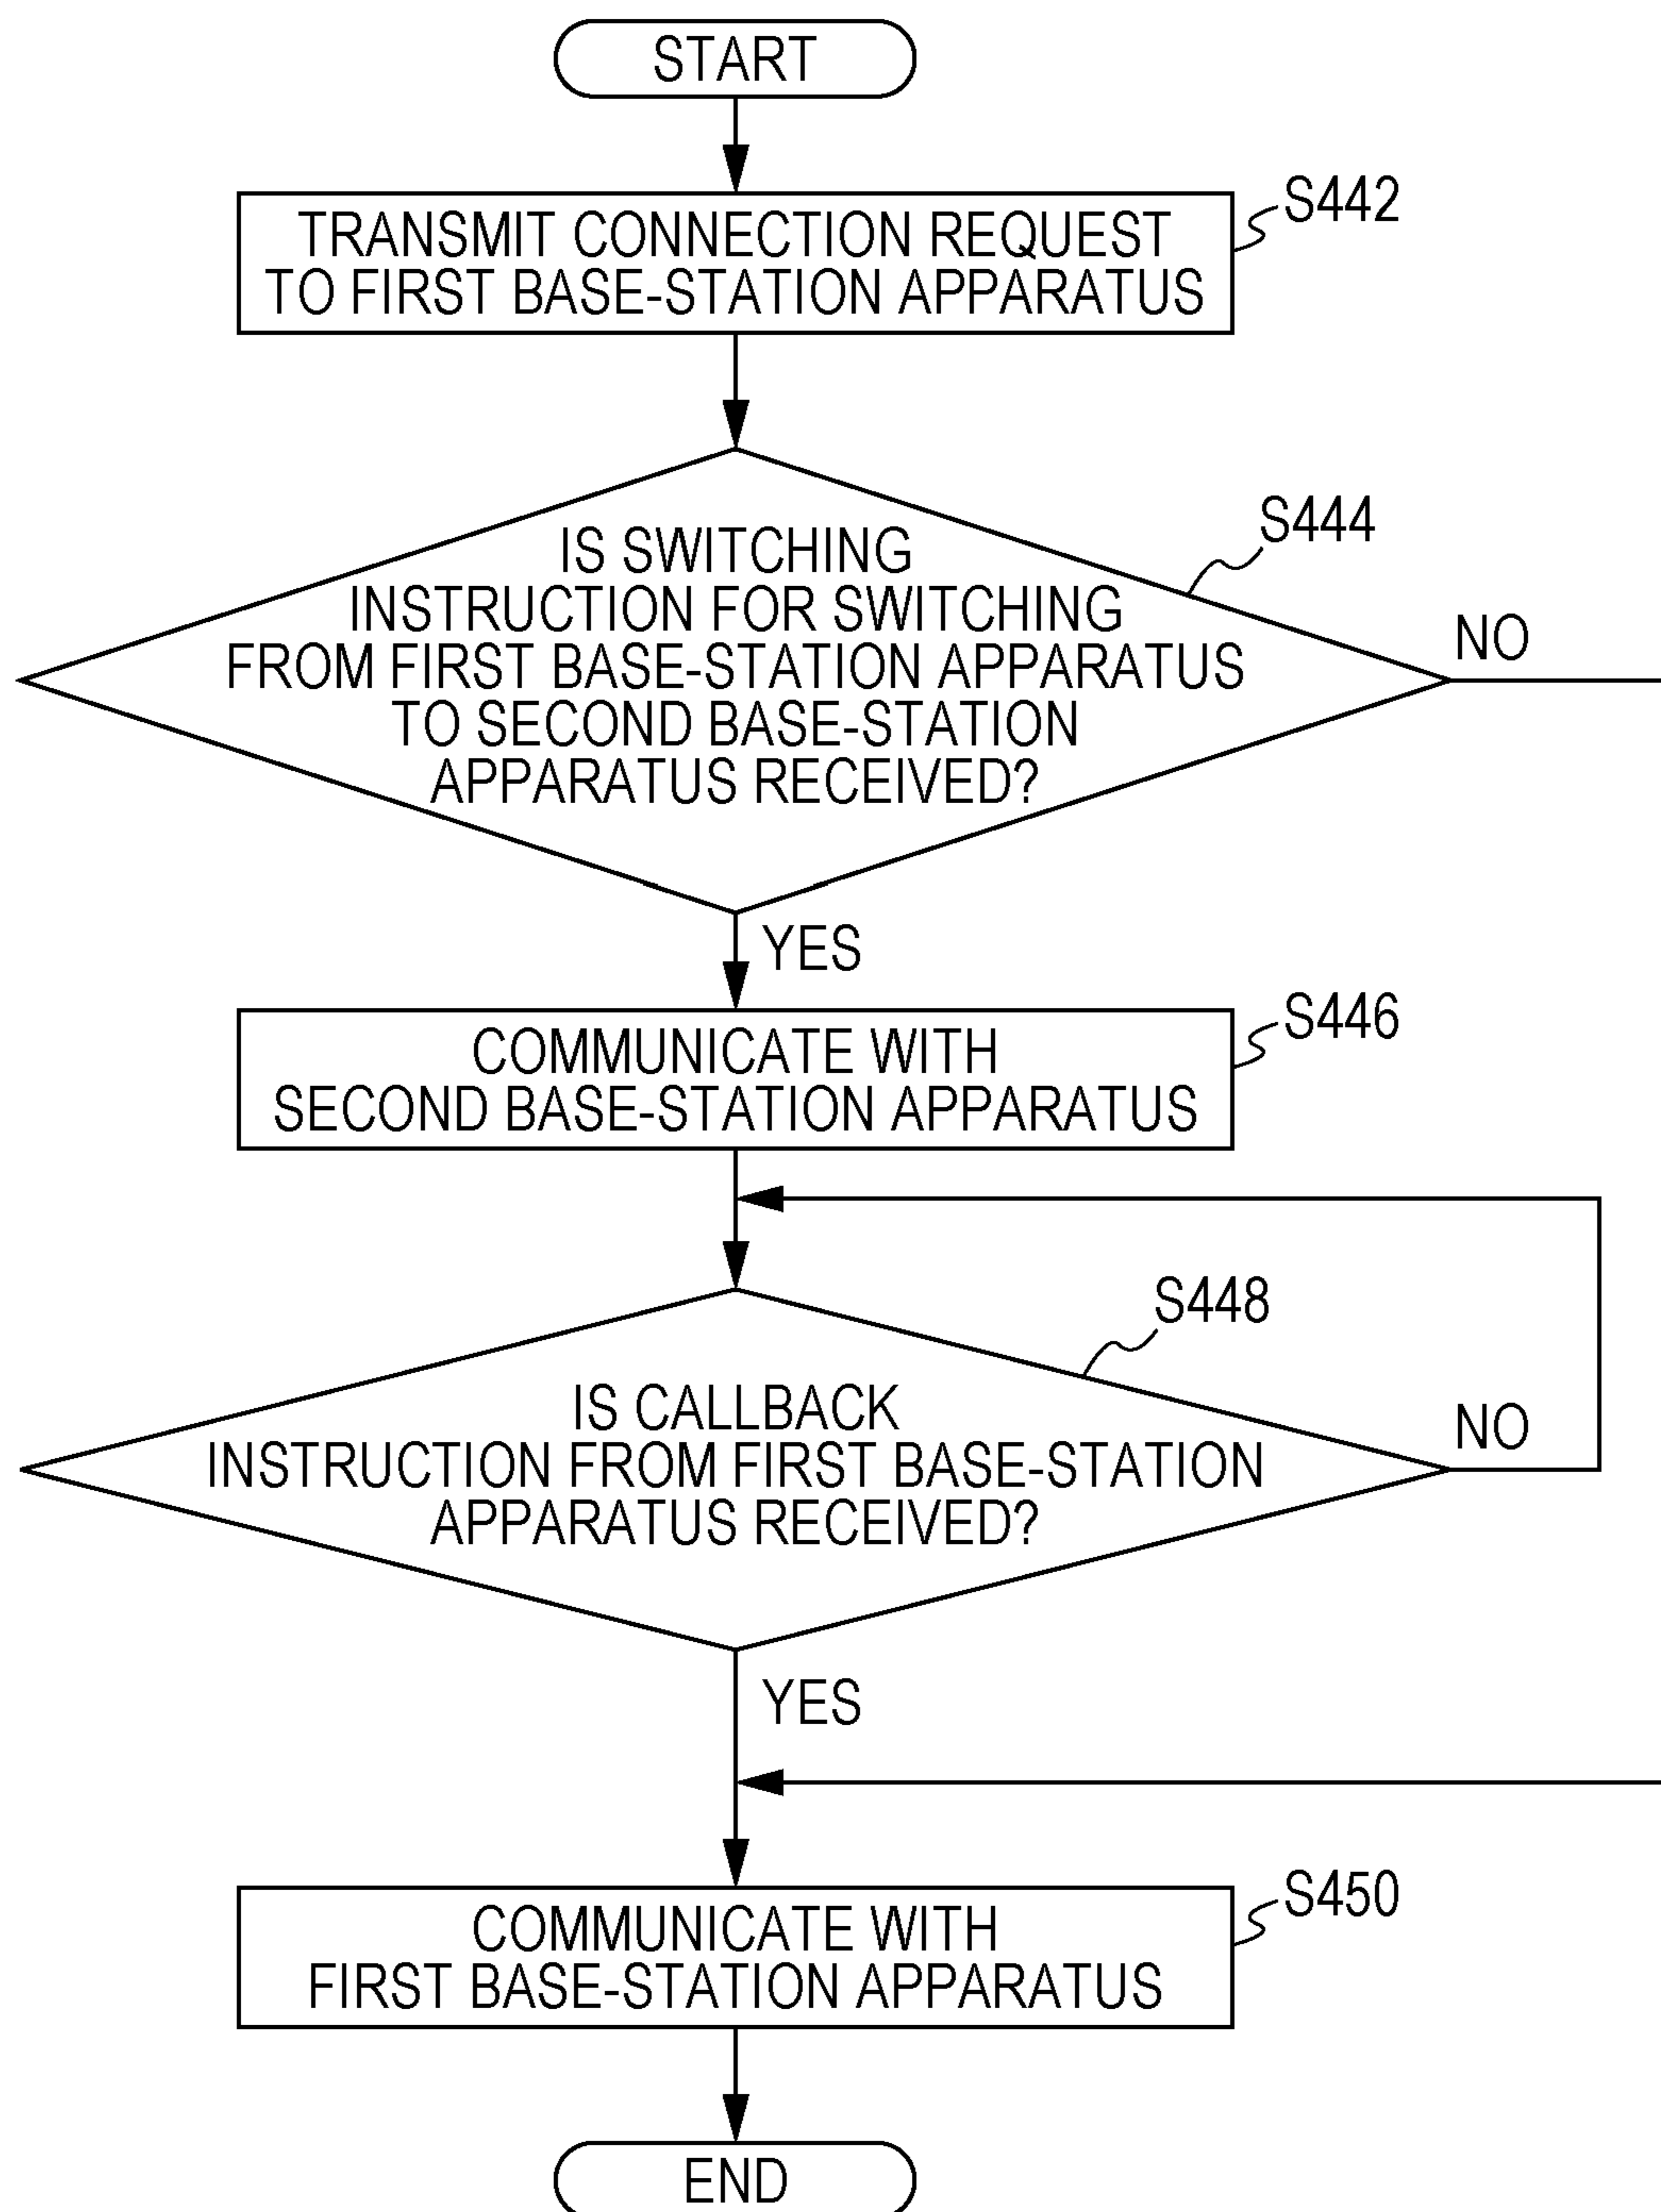 START
S442
TRANSMIT CONNECTION REQUEST
TO FIRST BASE-STATION APPARATUS
S444
IS SWITCHING
INSTRUCTION FOR SWITCHING
FROM FIRST BASE-STATION APPARATUS
TO SECOND BASE-STATION
APPARATUS RECEIVED?
NO
YES
S446
COMMUNICATE WITH
SECOND BASE-STATION APPARATUS
S448
IS CALLBACK
INSTRUCTION FROM FIRST BASE-STATION
APPARATUS RECEIVED?
NO
YES
S450
COMMUNICATE WITH
FIRST BASE-STATION APPARATUS
END